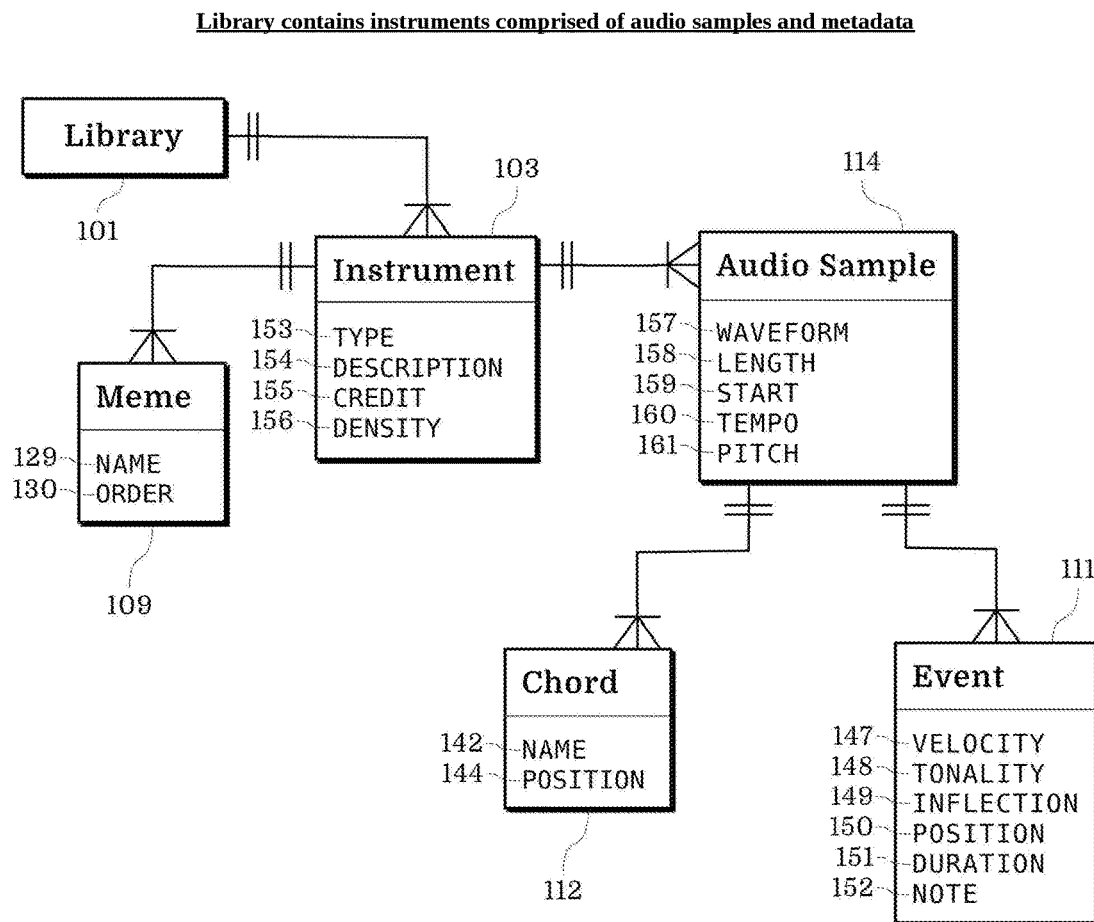 Library contains instruments comprised of audio samples and metadata
Library
101
103
Instrument
153 TYPE
154 DESCRIPTION
155 CREDIT
156 DENSITY
114
Audio Sample
157 WAVEFORM
158 LENGTH
159 START
160 TEMPO
161 PITCH
Meme
129 NAME
130 ORDER
109
Chord
142 NAME
144 POSITION
112
111
Event
147 VELOCITY
148 TONALITY
149 INFLECTION
150 POSITION
151 DURATION
152 NOTE